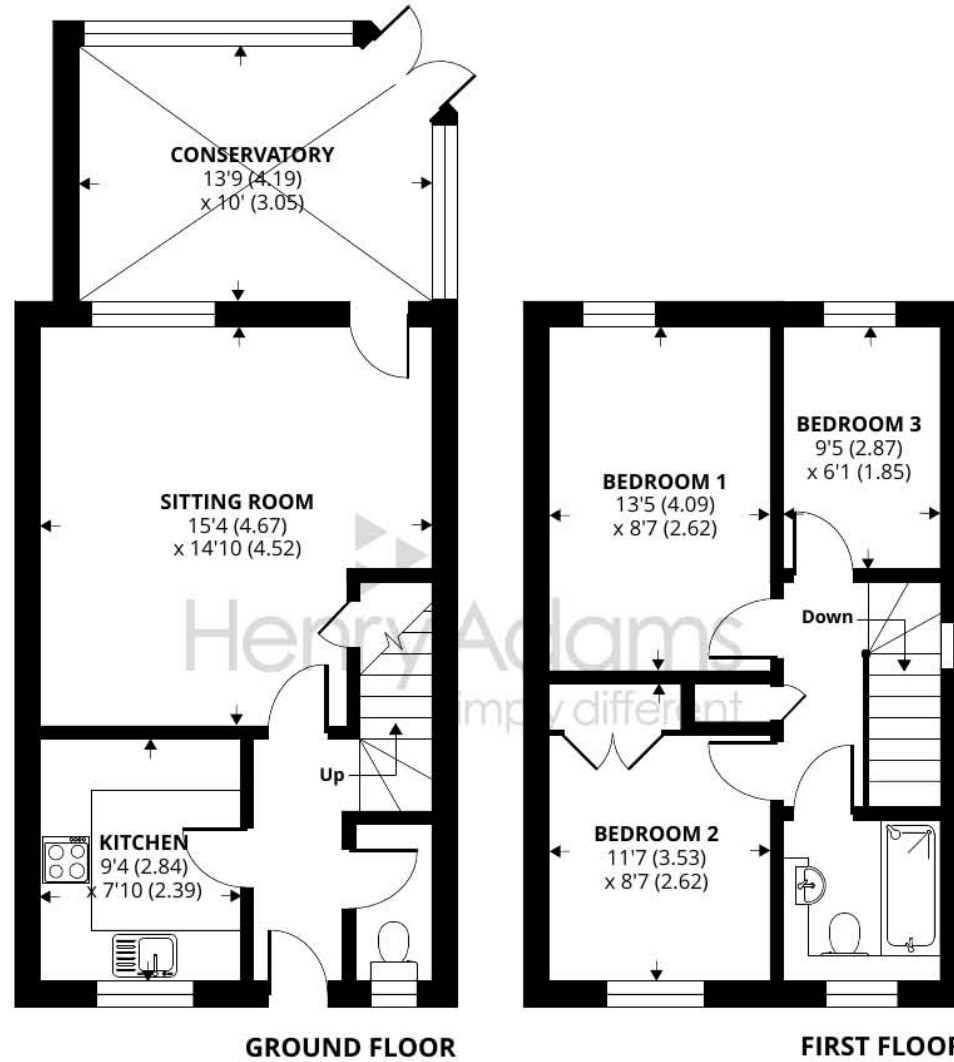 CONSERVATORY
13'9 (4.19)
x 10' (3.05)
SITTING ROOM
15'4 (4.67)
x 14'10 (4.52)
Henry Adams
simply different
Up
KITCHEN
9'4 (2.84)
x 7'10 (2.39)
GROUND FLOOR
BEDROOM 1
13'5 (4.09)
x 8'7 (2.62)
BEDROOM 3
9'5 (2.87)
x 6'1 (1.85)
Down
BEDROOM 2
11'7 (3.53)
x 8'7 (2.62)
FIRST FLOOR